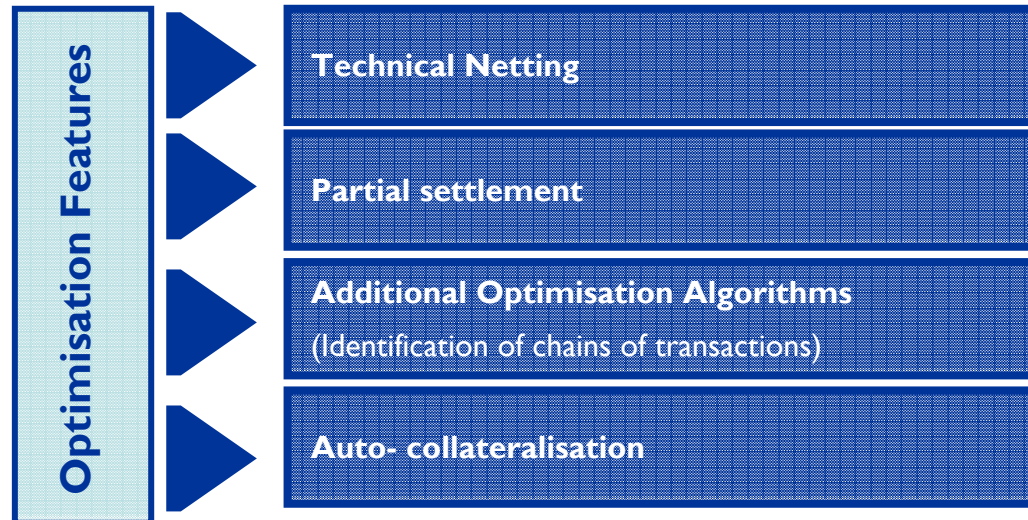 Optimisation Features
Technical Netting
Partial settlement
Additional Optimisation Algorithms
(Identification of chains of transactions)
Auto- collateralisation